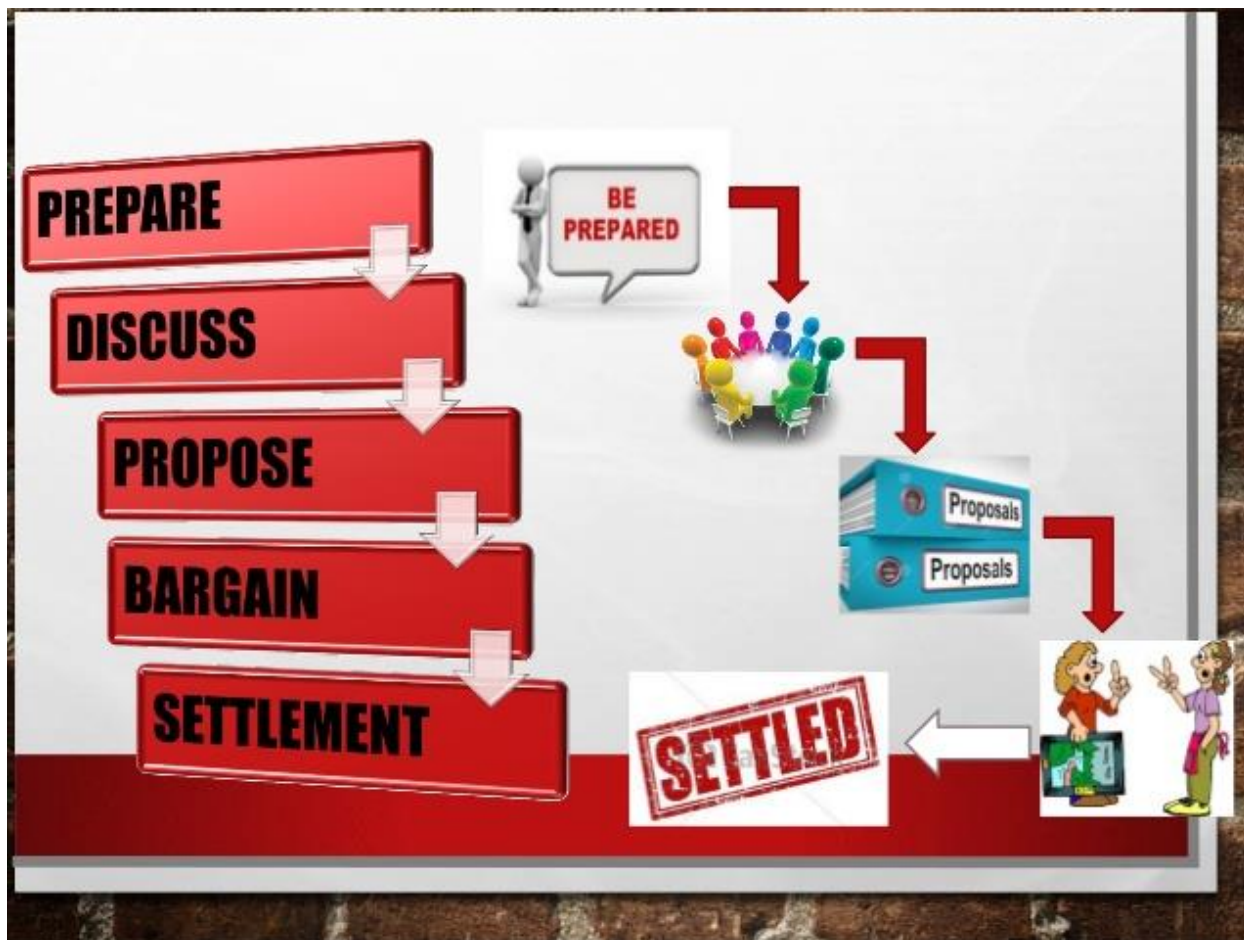 PREPARE
DISCUSS
PROPOSE
BARGAIN
SETTLEMENT
BE
PREPARED
Proposals
Proposals
SETTLED